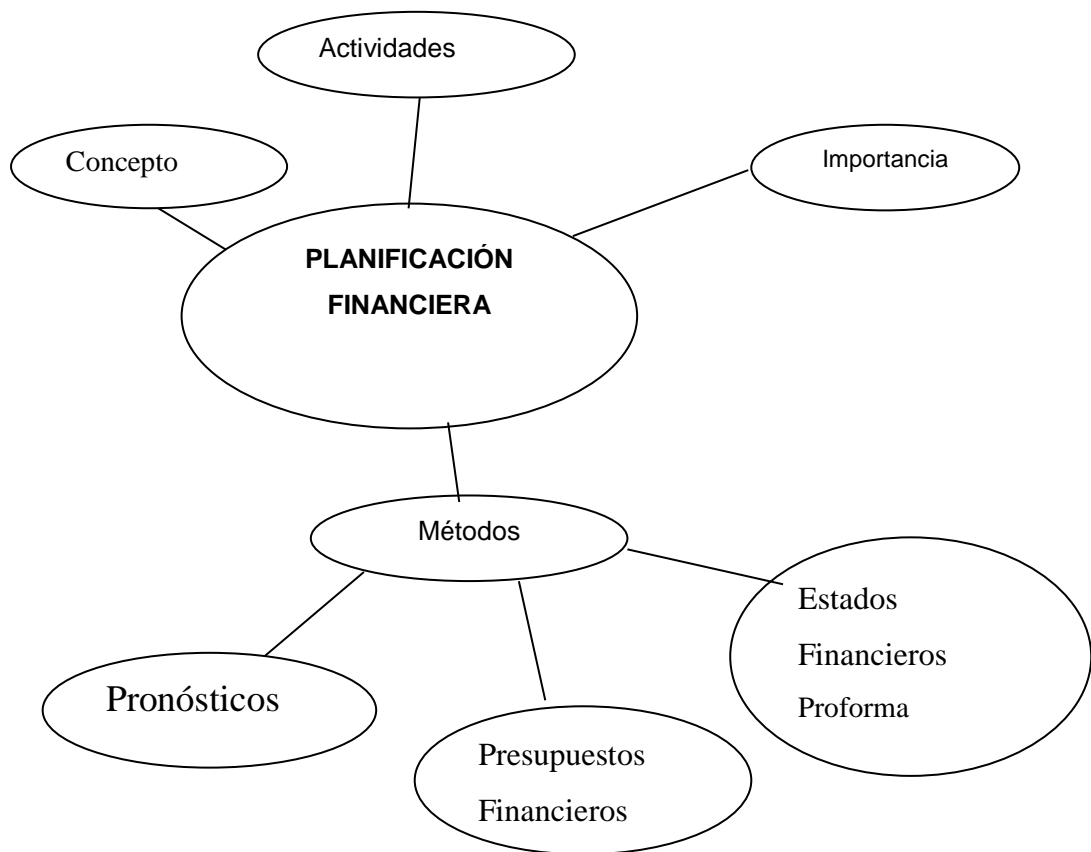 Actividades
Concepto
Importancia
PLANIFICACIÓN
FINANCIERA
Métodos
Pronósticos
Presupuestos
Financieros
Estados
Financieros
Proforma